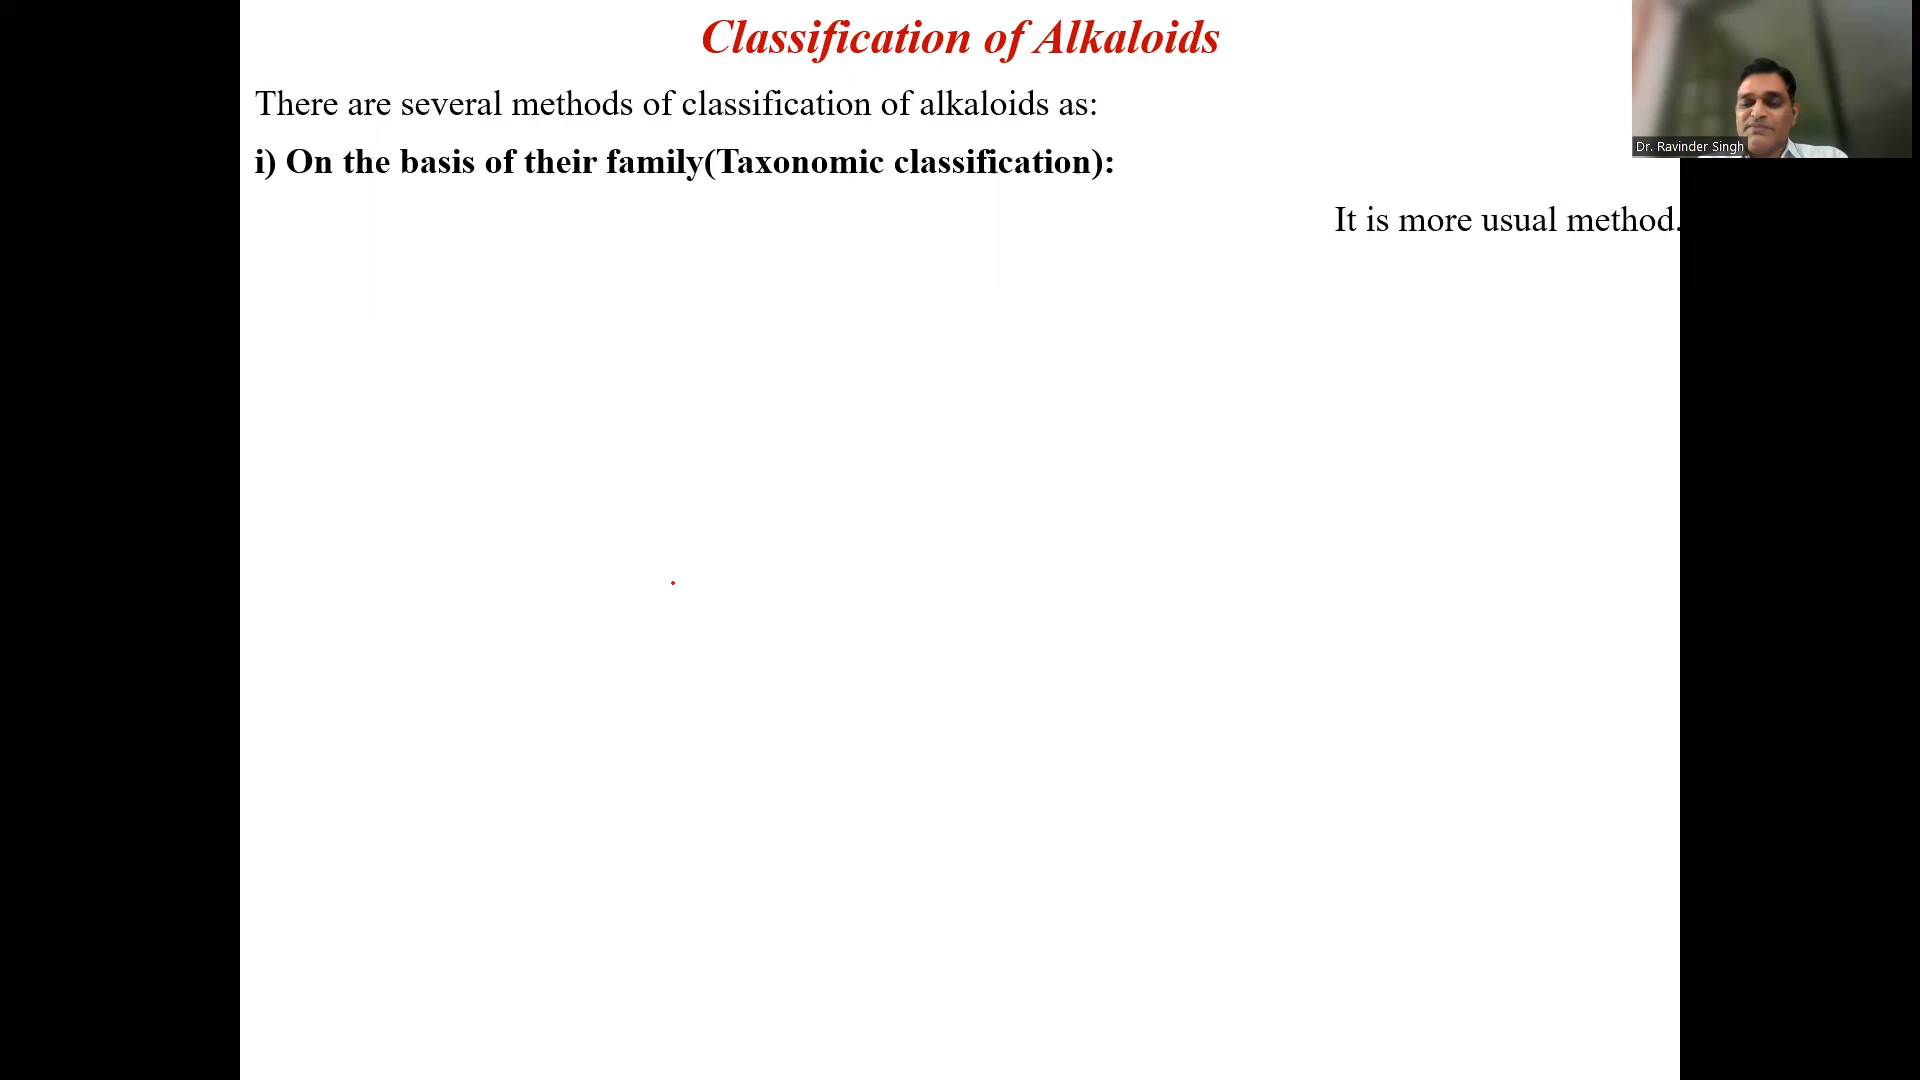 Classification of Alkaloids
There are several methods of classification of alkaloids as:
Dr. Ravinder Singh
i) On the basis of their family(Taxonomic classification):
It is more usual method.